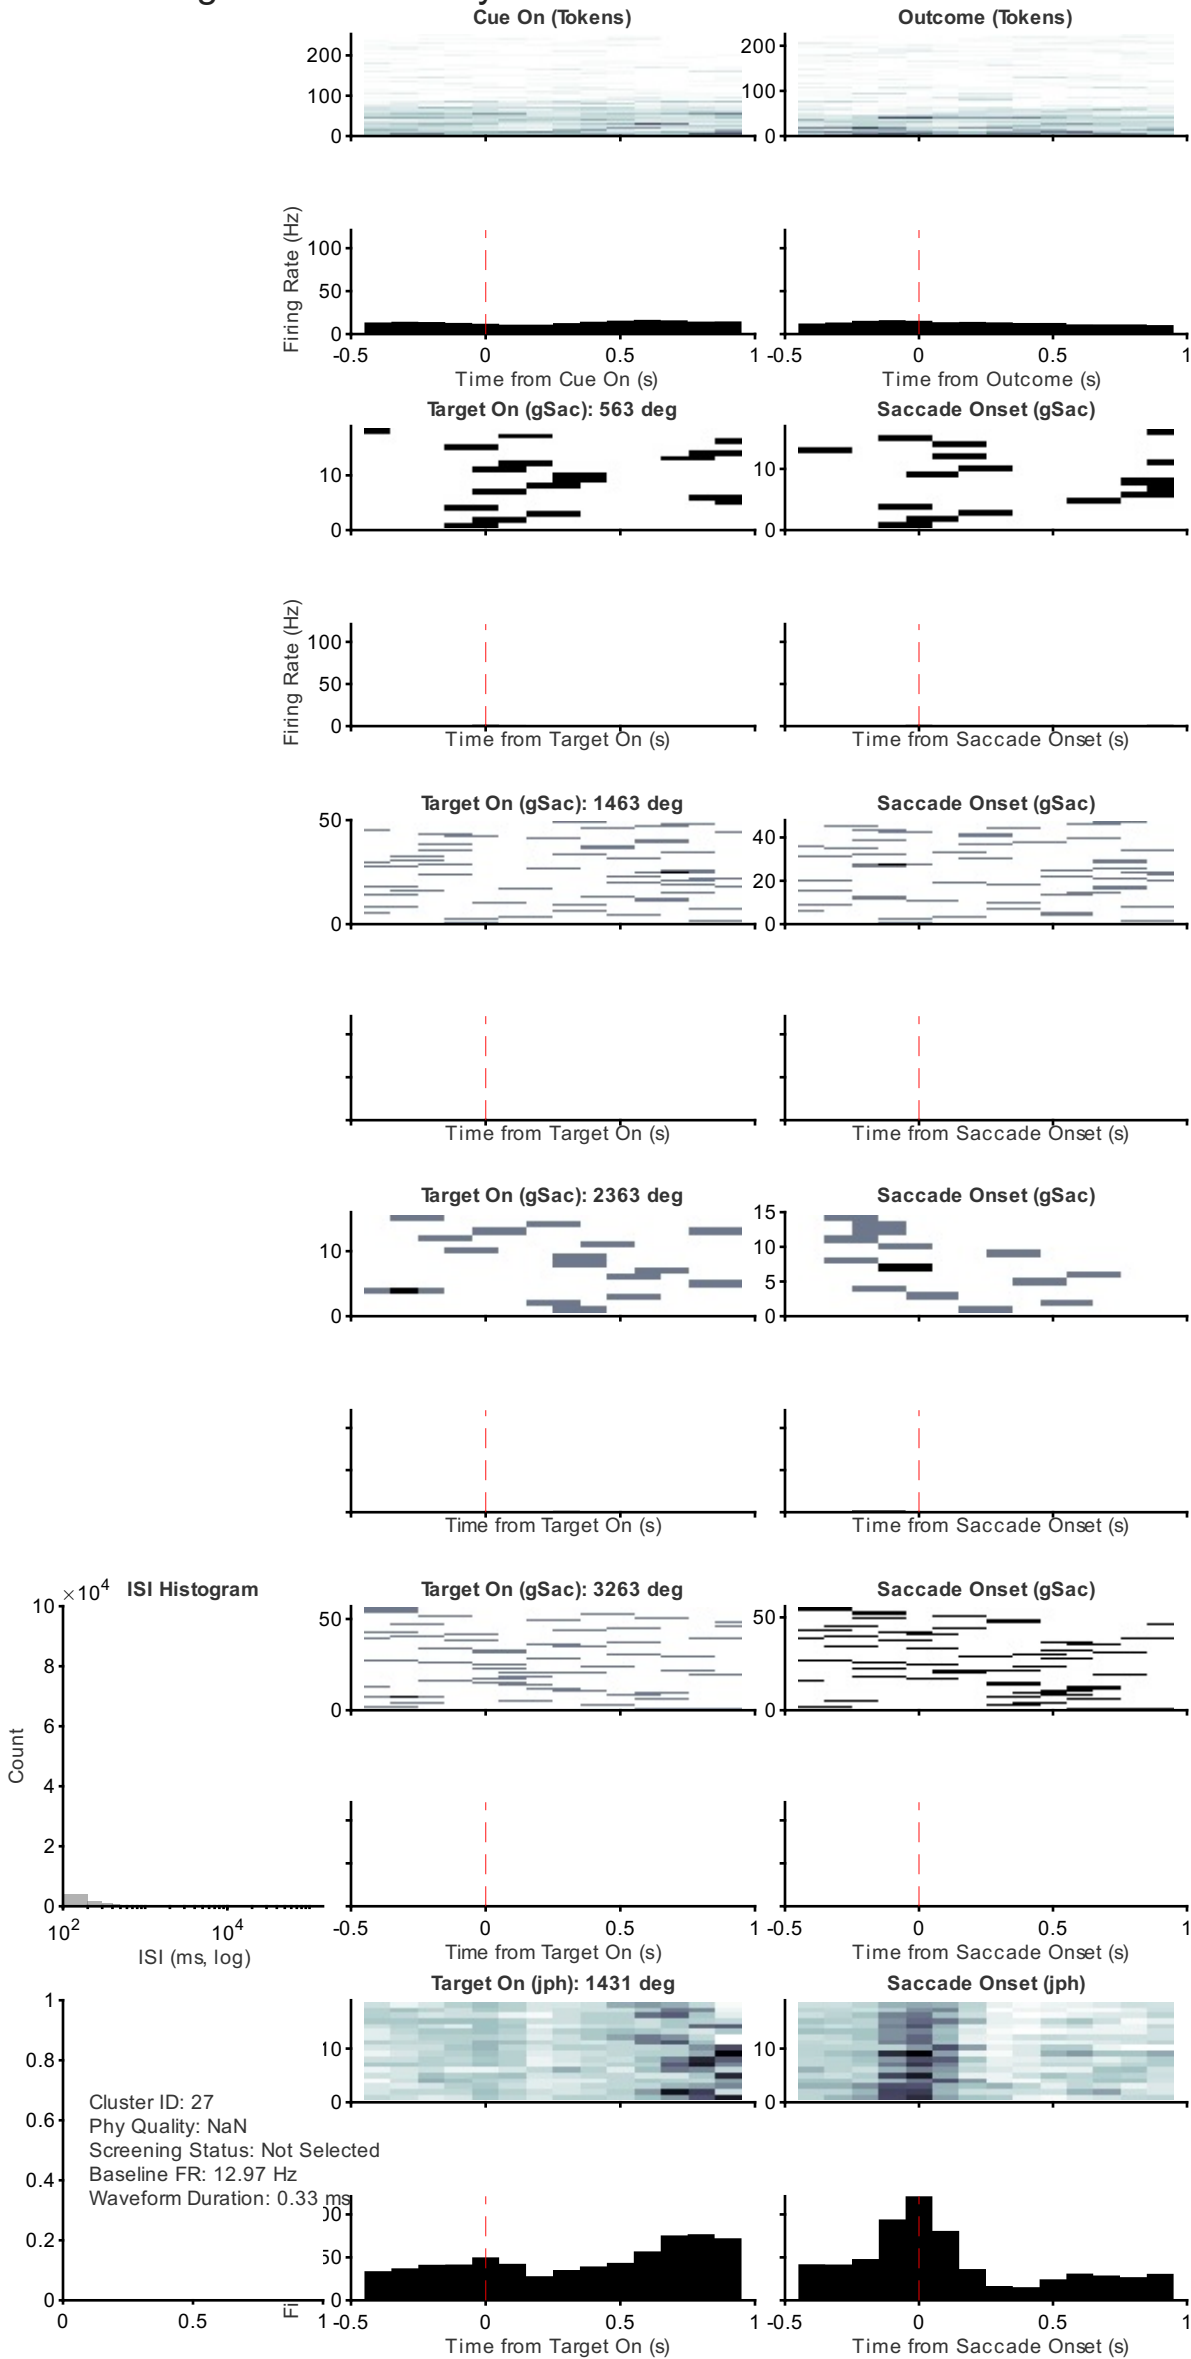 Cue On (Tokens)
Outcome (Tokens)
200
100
0
200
100
0
Firing Rate (Hz)
100
50
0
-0.5
0
0.5
1
-0.5
0
0.5
1
Time from Cue On (s)
Time from Outcome (s)
Target On (gSac): 563 deg
Saccade Onset (gSac)
10
0
10
0
Firing Rate (Hz)
100
50
0
Time from Target On (s)
Time from Saccade Onset (s)
Target On (gSac): 1463 deg
Saccade Onset (gSac)
50
0
40
20
0
Time from Target On (s)
Time from Saccade Onset (s)
Target On (gSac): 2363 deg
Saccade Onset (gSac)
10
0
15
10
5
0
Time from Target On (s)
Time from Saccade Onset (s)
ISI Histogram
×10^4
10
8
6
4
2
0
Count
10^2
10^4
ISI (ms, log)
Target On (gSac): 3263 deg
Saccade Onset (gSac)
50
0
50
0
-0.5
0
0.5
1
-0.5
0
0.5
1
Time from Target On (s)
Time from Saccade Onset (s)
Target On (jph): 1431 deg
Saccade Onset (jph)
1
0.8
0.6
0.4
0.2
0
0
0.5
1
Cluster ID: 27
Phy Quality: NaN
Screening Status: Not Selected
Baseline FR: 12.97 Hz
Waveform Duration: 0.33 ms
10
0
10
0
00
50
0
Fi
-0.5
0
0.5
1
-0.5
0
0.5
1
Time from Target On (s)
Time from Saccade Onset (s)